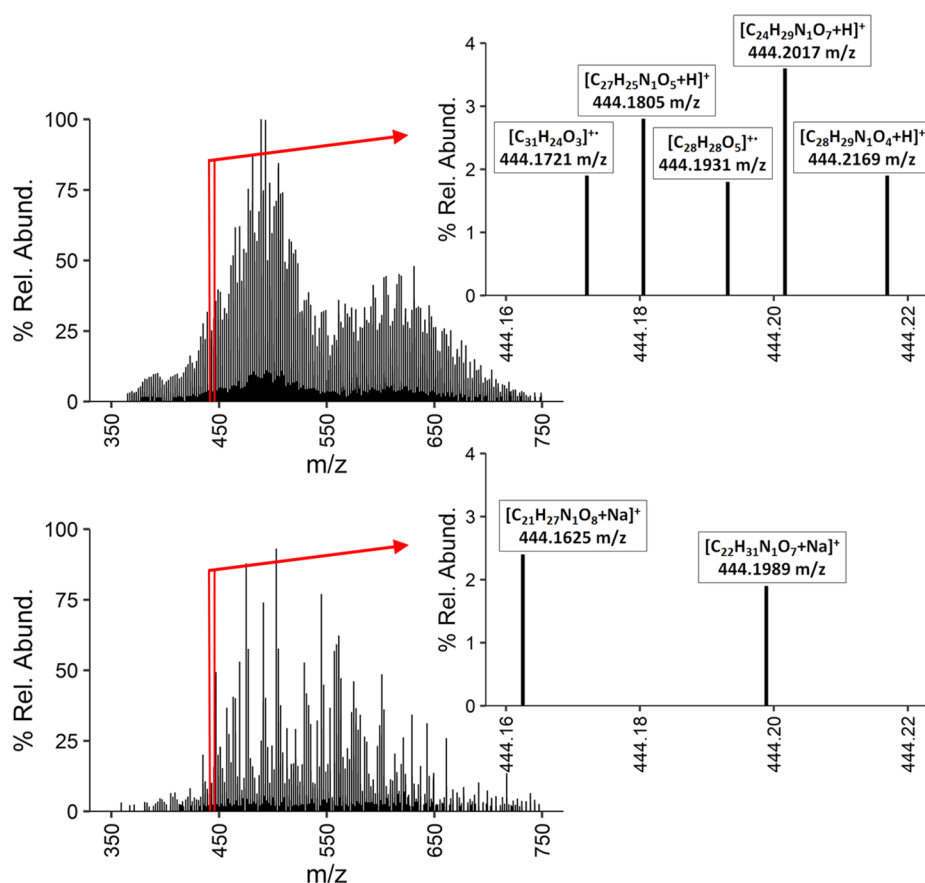 % Rel. Abund.
100
75
50
25
0
350
450
550
650
750
m/z
% Rel. Abund.
4
3
2
1
0
[C₂₄H₂₉N₁O₇+H]⁺
444.2017 m/z
[C₂₇H₂₅N₁O₅+H]⁺
444.1805 m/z
[C₃₁H₂₄O₃]⁺·
444.1721 m/z
[C₂₈H₂₈O₅]⁺·
444.1931 m/z
[C₂₈H₂₉N₁O₄+H]⁺
444.2169 m/z
444.16
444.18
444.20
444.22
% Rel. Abund.
100
75
50
25
0
350
450
550
650
750
m/z
% Rel. Abund.
4
3
2
1
0
[C₂₁H₂₇N₁O₈+Na]⁺
444.1625 m/z
[C₂₂H₃₁N₁O₇+Na]⁺
444.1989 m/z
444.16
444.18
444.20
444.22